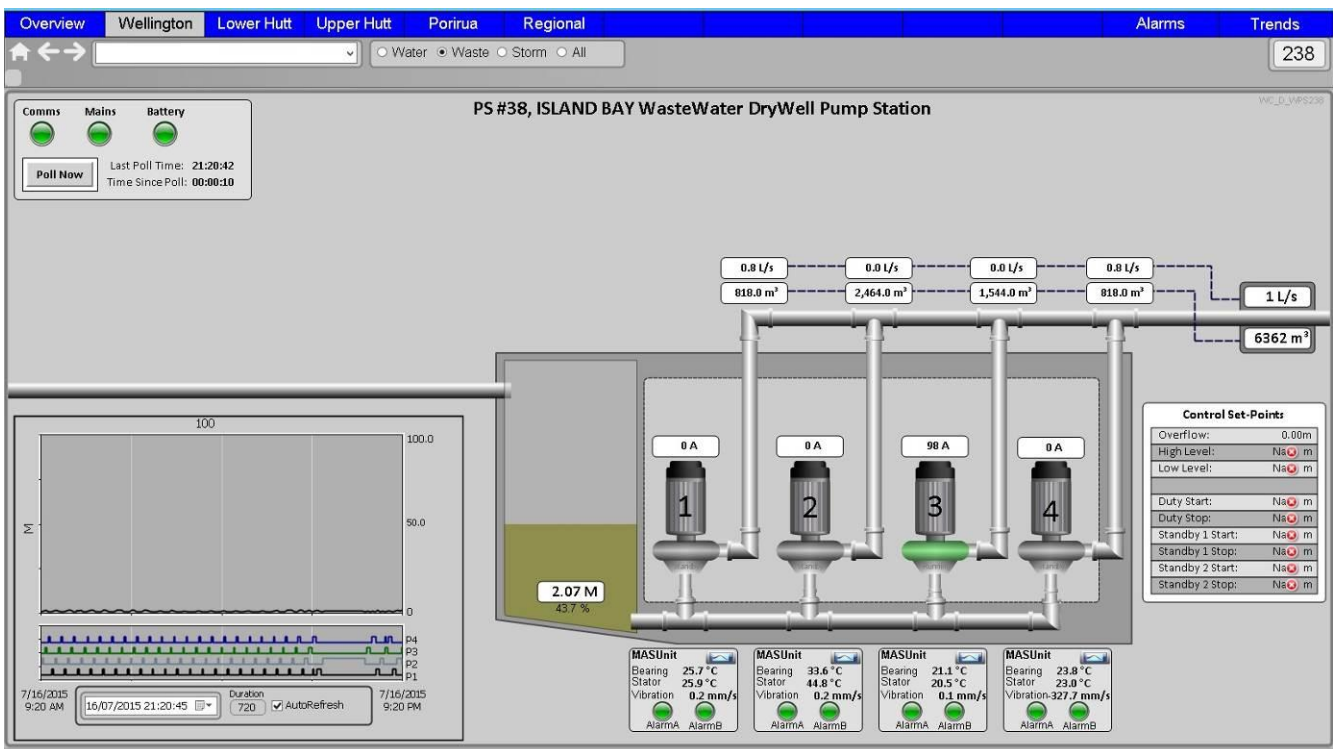 Overview Wellington Lower Hutt Upper Hutt Porirua Regional Alarms Trends
Water Waste Storm All 238
PS #38, ISLAND BAY WasteWater DryWell Pump Station
WC_D_WPS238
Comms Mains Battery
Poll Now
Last Poll Time: 21:20:42
Time Since Poll: 00:00:10
0.8 L/s 0.0 L/s 0.0 L/s 0.8 L/s
818.0 m³ 2,464.0 m³ 1,544.0 m³ 818.0 m³
1 L/s
6362 m³
0 A 0 A 98 A 0 A
1 2 3 4
2.07 M
43.7 %
Control Set-Points
Overflow: 0.00m
High Level: Na m
Low Level: Na m
Duty Start: Na m
Duty Stop: Na m
Standby 1 Start: Na m
Standby 1 Stop: Na m
Standby 2 Start: Na m
Standby 2 Stop: Na m
100
100.0
M
50.0
0
P4
P3
P2
P1
7/16/2015
9:20 AM
16/07/2015 21:20:45
Duration
720
AutoRefresh
7/16/2015
9:20 PM
MASUnit
Bearing 25.7 °C
Stator 25.9 °C
Vibration 0.2 mm/s
AlarmA AlarmB
MASUnit
Bearing 33.6 °C
Stator 44.8 °C
Vibration 0.2 mm/s
AlarmA AlarmB
MASUnit
Bearing 21.1 °C
Stator 20.5 °C
Vibration 0.1 mm/s
AlarmA AlarmB
MASUnit
Bearing 23.8 °C
Stator 23.0 °C
Vibration-327.7 mm/s
AlarmA AlarmB